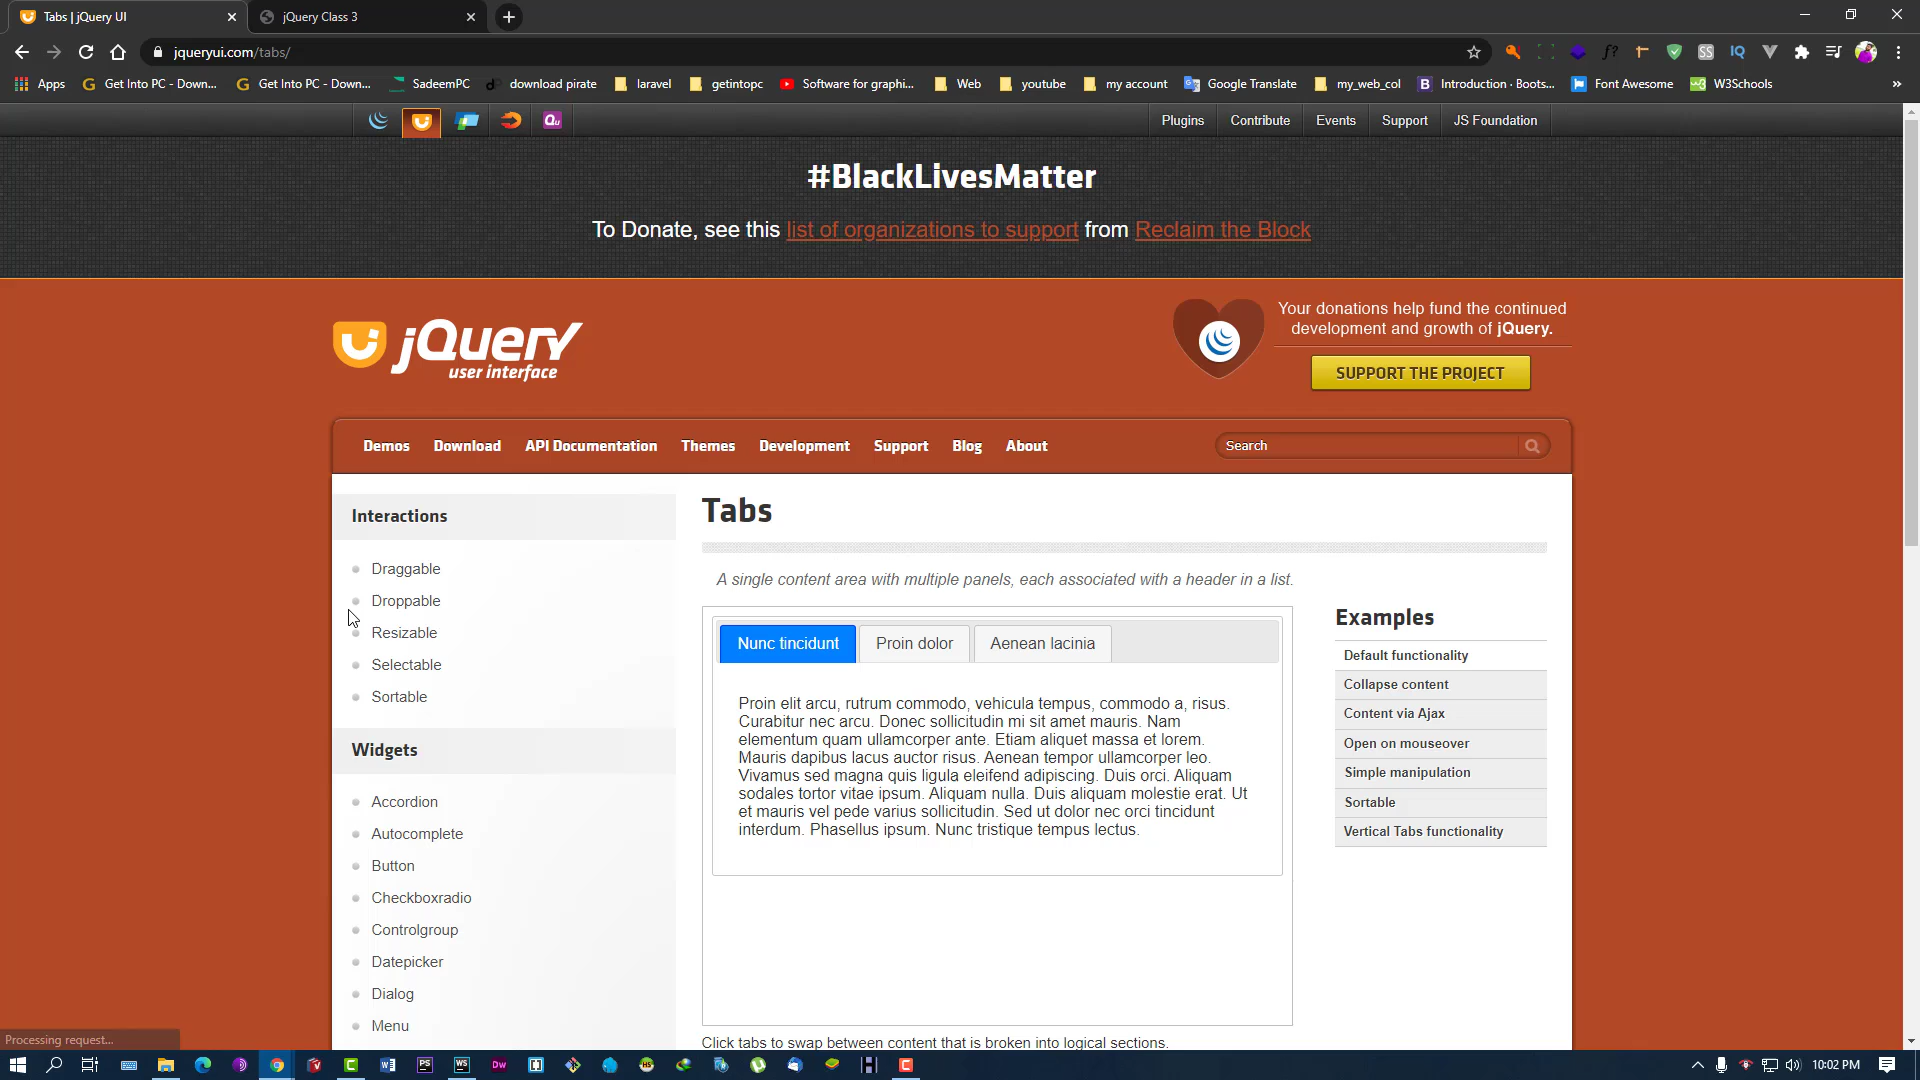 Tabs | jQuery UI
jQuery Class 3
jqueryui.com/tabs/
Apps
Get Into PC - Down...
Get Into PC - Down...
SadeemPC
download pirate
laravel
getintopc
Software for graphi...
Web
youtube
my account
Google Translate
my_web_col
Introduction · Boots...
Font Awesome
W3Schools
Plugins
Contribute
Events
Support
JS Foundation
#BlackLivesMatter
To Donate, see this list of organizations to support from Reclaim the Block
jQuery
user interface
Your donations help fund the continued
development and growth of jQuery.
SUPPORT THE PROJECT
Demos
Download
API Documentation
Themes
Development
Support
Blog
About
Search
Interactions
Draggable
Droppable
Resizable
Selectable
Sortable
Widgets
Accordion
Autocomplete
Button
Checkboxradio
Controlgroup
Datepicker
Dialog
Menu
Tabs
A single content area with multiple panels, each associated with a header in a list.
Nunc tincidunt
Proin dolor
Aenean lacinia
Proin elit arcu, rutrum commodo, vehicula tempus, commodo a, risus.
Curabitur nec arcu. Donec sollicitudin mi sit amet mauris. Nam
elementum quam ullamcorper ante. Etiam aliquet massa et lorem.
Mauris dapibus lacus auctor risus. Aenean tempor ullamcorper leo.
Vivamus sed magna quis ligula eleifend adipiscing. Duis orci. Aliquam
sodales tortor vitae ipsum. Aliquam nulla. Duis aliquam molestie erat. Ut
et mauris vel pede varius sollicitudin. Sed ut dolor nec orci tincidunt
interdum. Phasellus ipsum. Nunc tristique tempus lectus.
Click tabs to swap between content that is broken into logical sections.
Examples
Default functionality
Collapse content
Content via Ajax
Open on mouseover
Simple manipulation
Sortable
Vertical Tabs functionality
Processing request...
10:02 PM